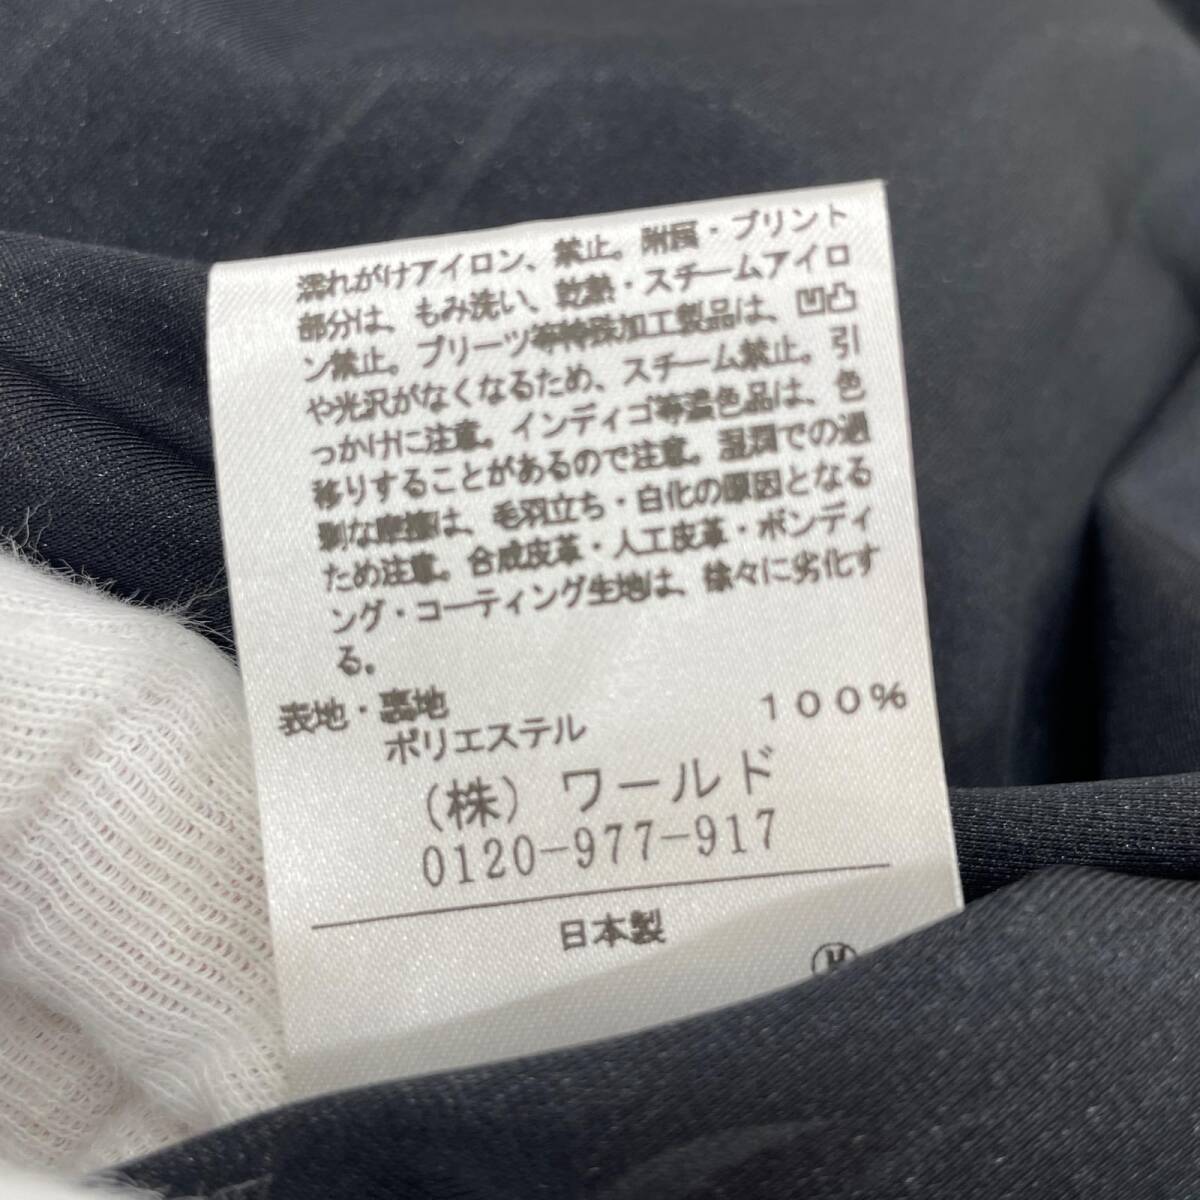 濡れがけアイロン、禁止。附属・プリント
部分は、もみ洗い、乾熱・スチームアイロ
ン禁止。プリーツ等特殊加工製品は、凹凸
や光沢がなくなるため、スチーム禁止。引
っかけに注意。インディゴ等濃色品は、色
移りすることがあるので注意。湿潤での過
剰な摩擦は、毛羽立ち・白化の原因となる
ため注意。合成皮革・人工皮革・ボンディ
ング・コーティング生地は、徐々に劣化す
る。
表地・裏地
ポリエステル 100%
(株) ワールド
0120-977-917
日本製